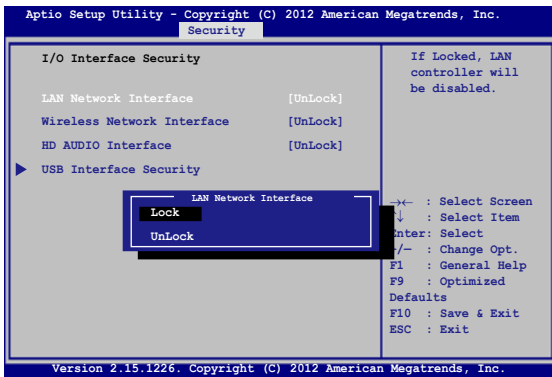 Aptio Setup Utility - Copyright (C) 2012 American Megatrends, Inc.
Security
I/O Interface Security
LAN Network Interface [UnLock]
Wireless Network Interface [UnLock]
HD AUDIO Interface [UnLock]
USB Interface Security
If Locked, LAN
controller will
be disabled.
LAN Network Interface
Lock
UnLock
→← : Select Screen
↑↓ : Select Item
Enter: Select
+/— : Change Opt.
F1 : General Help
F9 : Optimized
Defaults
F10 : Save & Exit
ESC : Exit
Version 2.15.1226. Copyright (C) 2012 American Megatrends, Inc.